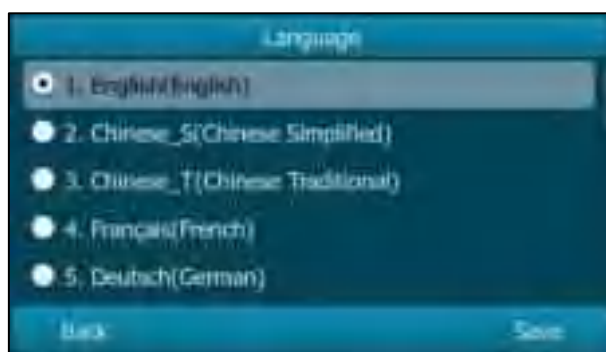 Language
1. English(English)
2. Chinese_S(Chinese Simplified)
3. Chinese_T(Chinese Traditional)
4. Français(French)
5. Deutsch(German)
Back
Save